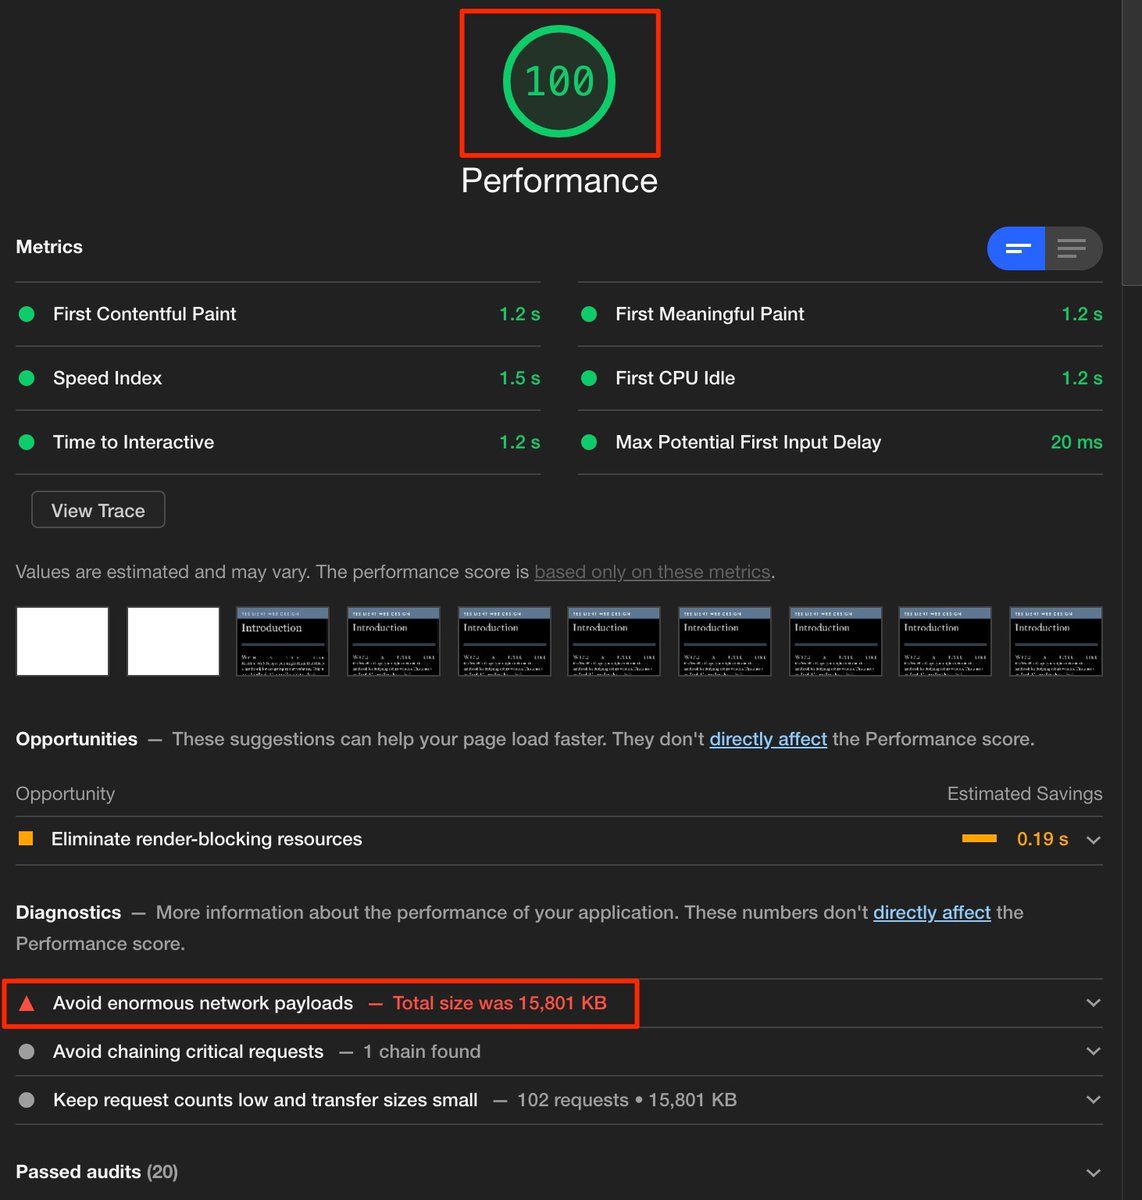 100
Performance
Metrics
First Contentful Paint 1.2 s
First Meaningful Paint 1.2 s
Speed Index 1.5 s
First CPU Idle 1.2 s
Time to Interactive 1.2 s
Max Potential First Input Delay 20 ms
View Trace
Values are estimated and may vary. The performance score is based only on these metrics.
Introduction
Introduction
Introduction
Introduction
Introduction
Introduction
Introduction
Introduction
Opportunities — These suggestions can help your page load faster. They don't directly affect the Performance score.
Opportunity Estimated Savings
Eliminate render-blocking resources 0.19 s
Diagnostics — More information about the performance of your application. These numbers don't directly affect the
Performance score.
Avoid enormous network payloads — Total size was 15,801 KB
Avoid chaining critical requests — 1 chain found
Keep request counts low and transfer sizes small — 102 requests • 15,801 KB
Passed audits (20)